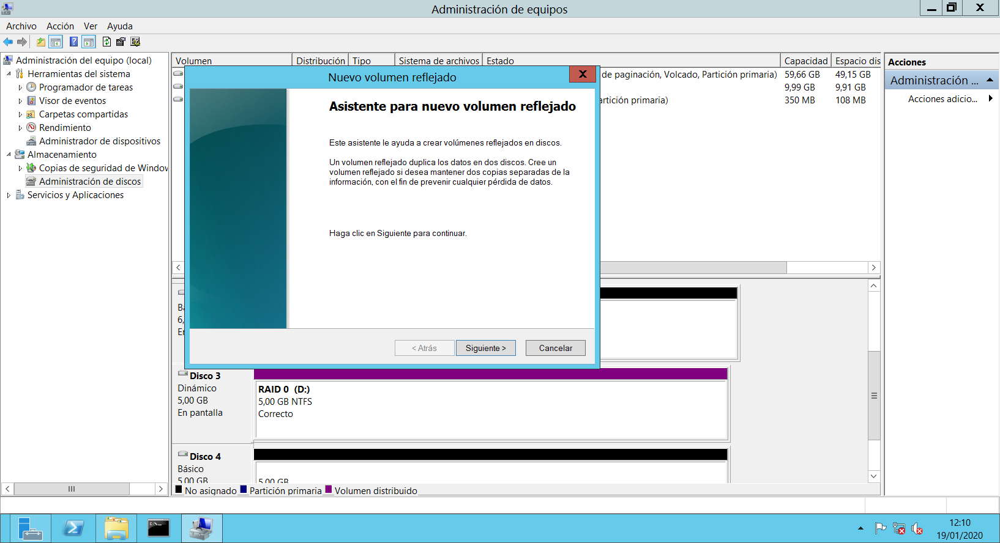 Administración de equipos
Archivo Acción Ver Ayuda
Administración del equipo (local)
Herramientas del sistema
Programador de tareas
Visor de eventos
Carpetas compartidas
Rendimiento
Administrador de dispositivos
Almacenamiento
Copias de seguridad de Window
Administración de discos
Servicios y Aplicaciones
Volumen Distribución Tipo Sistema de archivos Estado Capacidad Espacio dis
de paginación, Volcado, Partición primaria) 59,66 GB 49,15 GB
9,99 GB 9,91 GB
artición primaria) 350 MB 108 MB
Nuevo volumen reflejado
Asistente para nuevo volumen reflejado
Este asistente le ayuda a crear volúmenes reflejados en discos.
Un volumen reflejado duplica los datos en dos discos. Cree un
volumen reflejado si desea mantener dos copias separadas de la
información, con el fin de prevenir cualquier pérdida de datos.
Haga clic en Siguiente para continuar.
< Atrás Siguiente > Cancelar
6,
Disco 3
Dinámico
5,00 GB
En pantalla
RAID 0 (D:)
5,00 GB NTFS
Correcto
Disco 4
Básico
5,00 GB
5,00 GB
No asignado Partición primaria Volumen distribuido
Acciones
Administración ...
Acciones adicio...
12:10
19/01/2020